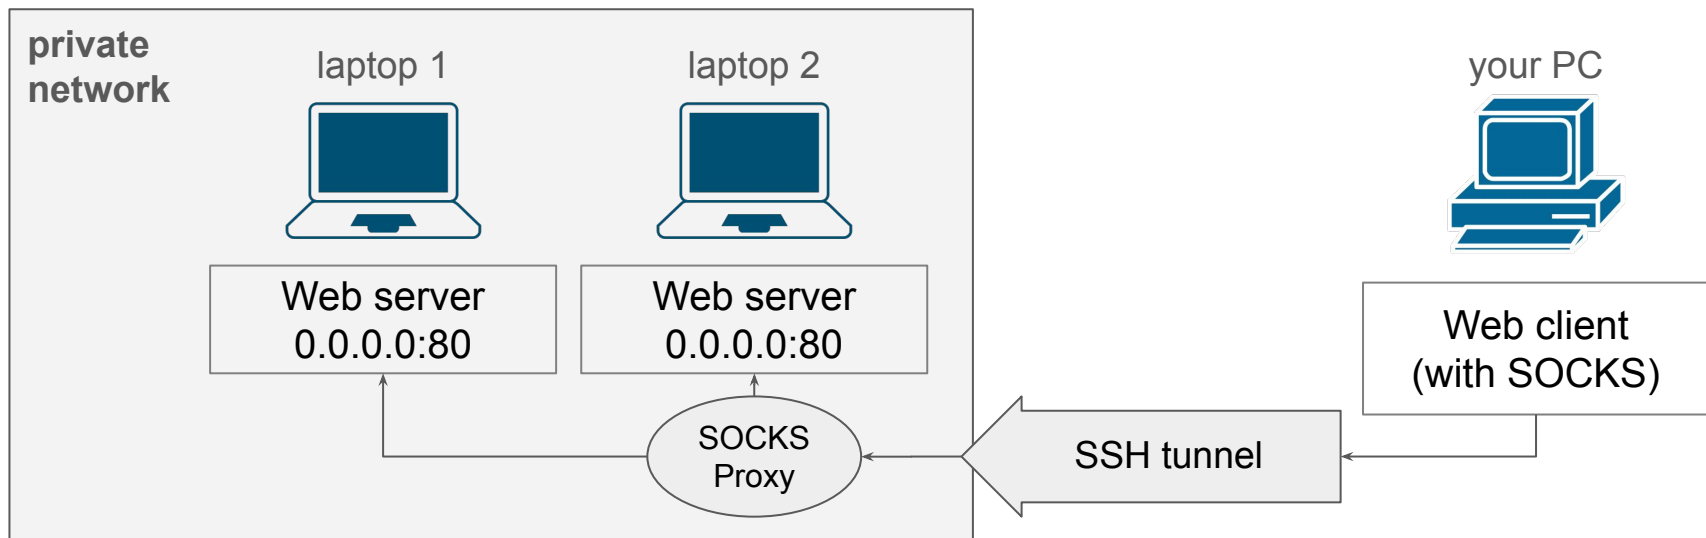 private
network
laptop 1
laptop 2
your PC
Web server
0.0.0.0:80
Web server
0.0.0.0:80
Web client
(with SOCKS)
SOCKS
Proxy
SSH tunnel